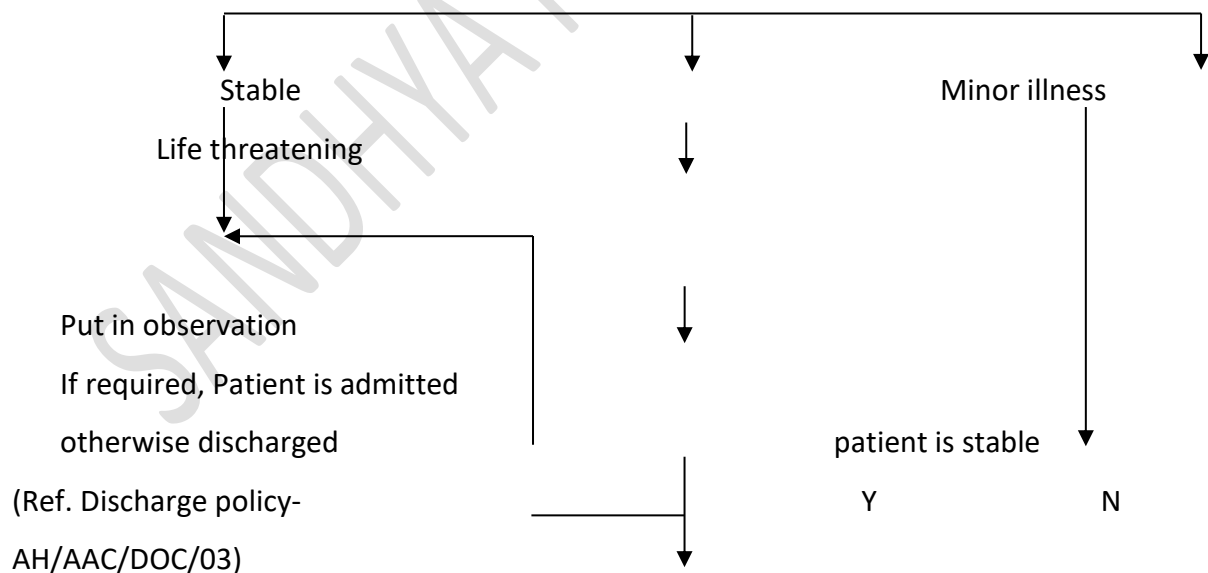 Stable Minor illness
Life threatening
Put in observation
If required, Patient is admitted
otherwise discharged patient is stable
(Ref. Discharge policy- Y N
AH/AAC/DOC/03)
SANDHYA